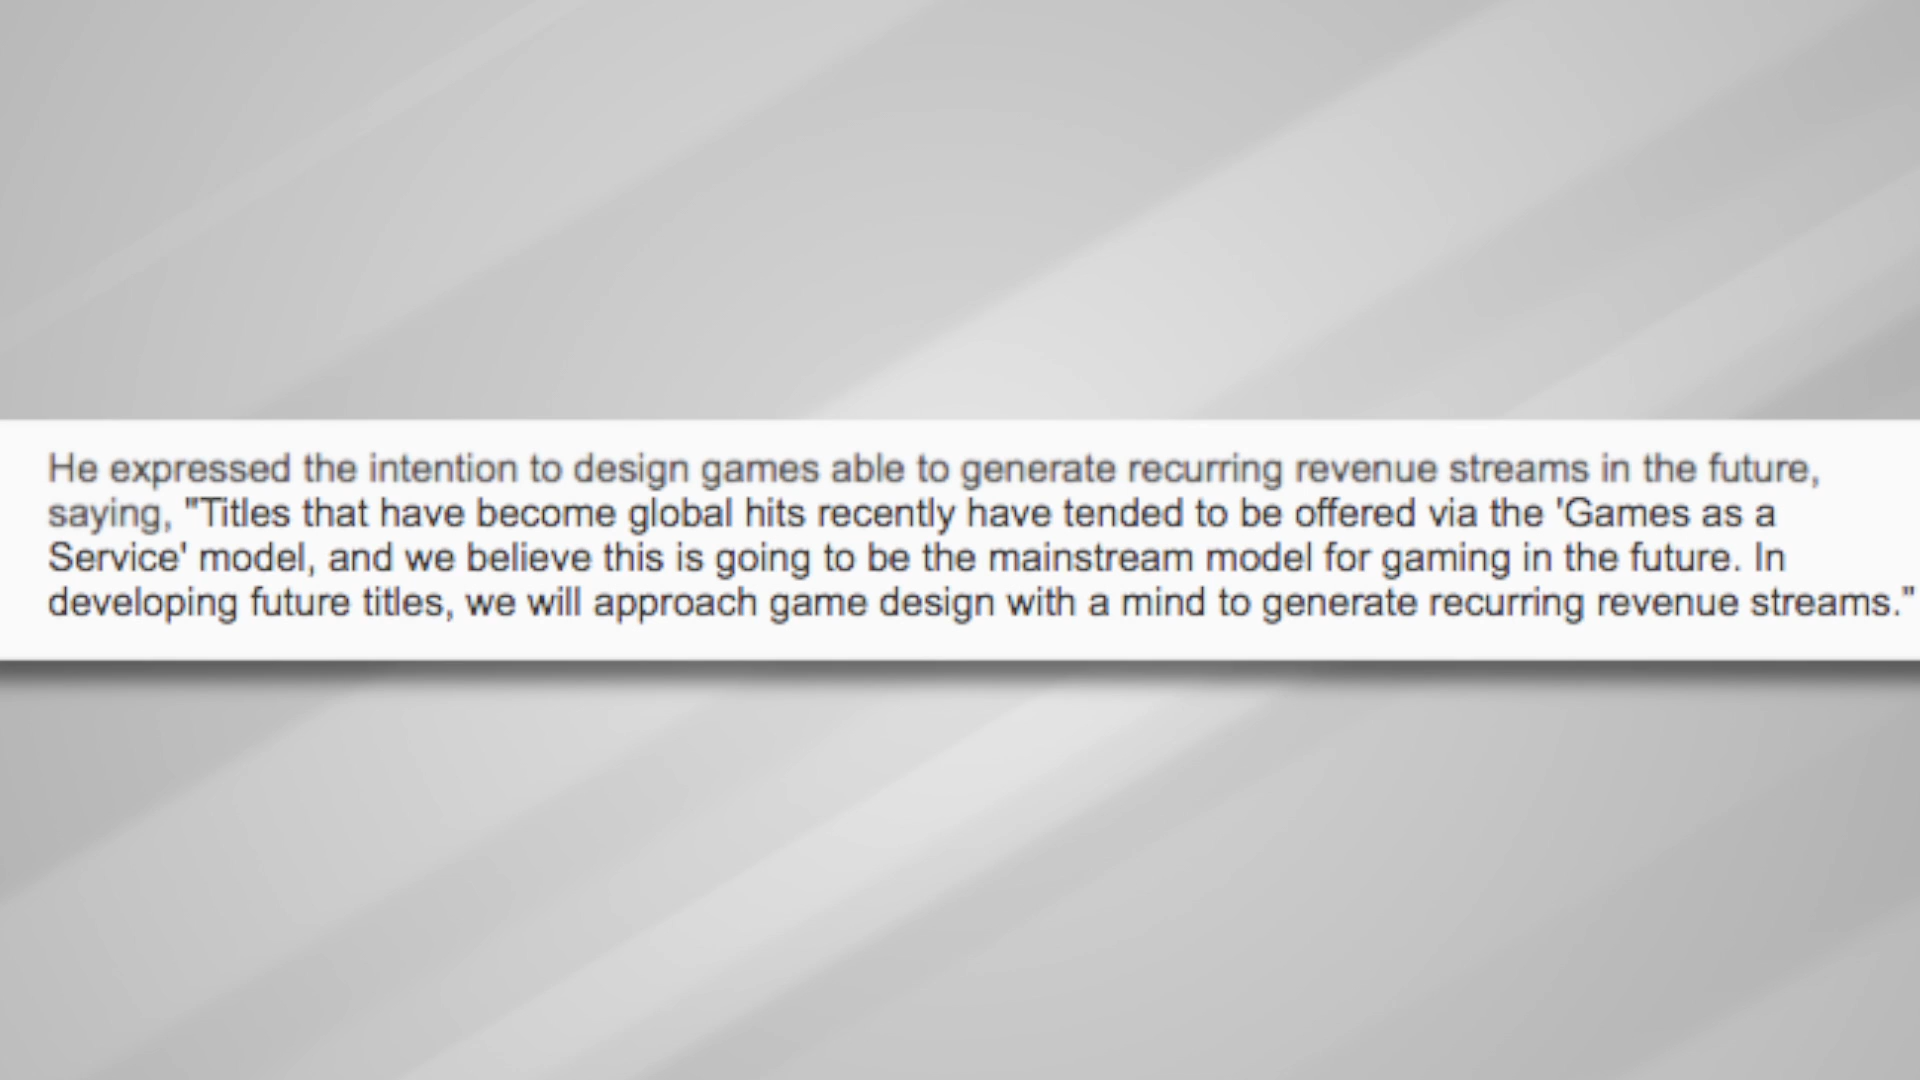 He expressed the intention to design games able to generate recurring revenue streams in the future,
saying, "Titles that have become global hits recently have tended to be offered via the 'Games as a
Service' model, and we believe this is going to be the mainstream model for gaming in the future. In
developing future titles, we will approach game design with a mind to generate recurring revenue streams."